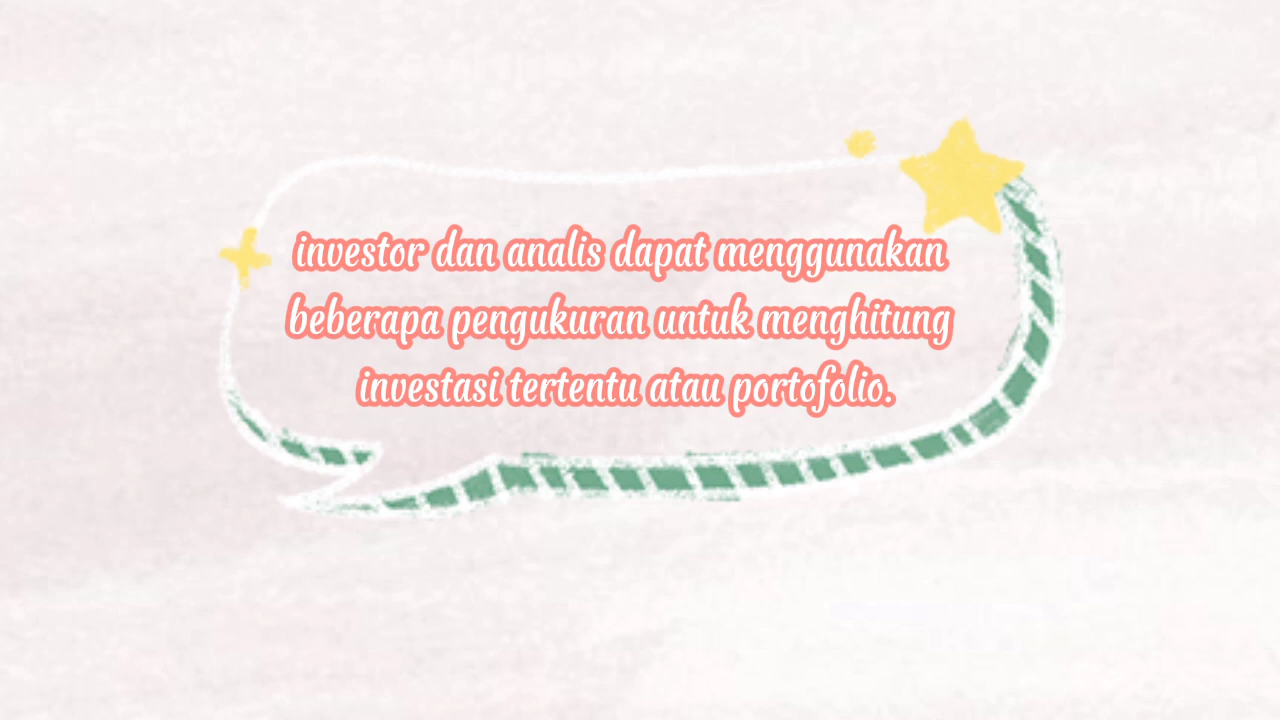 investor dan analis dapat menggunakan
beberapa pengukuran untuk menghitung
investasi tertentu atau portofolio.